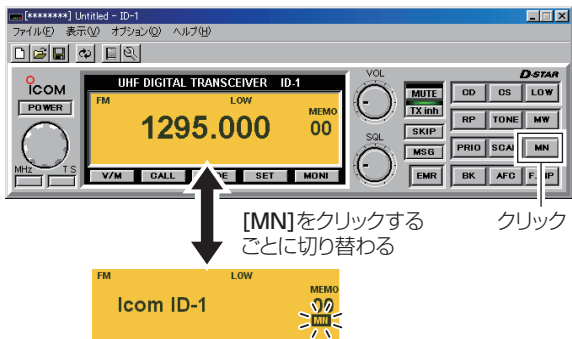 [********] Untitled - ID-1
ファイル(F) 表示(V) オプション(O) ヘルプ(H)
ICOM
POWER
MHz TS
UHF DIGITAL TRANSCEIVER ID-1
FM LOW
1295.000
MEMO
00
V/M CALL DE SET MONI
VOL
SQL
MUTE
TX inh
SKIP
MSG
EMR
D-STAR
CD CS LOW
RP TONE MW
PRIO SCAN MN
BK AFC F.INP
[MN]をクリックする
ごとに切り替わる
クリック
FM LOW
Icom ID-1
MEMO
00
MN